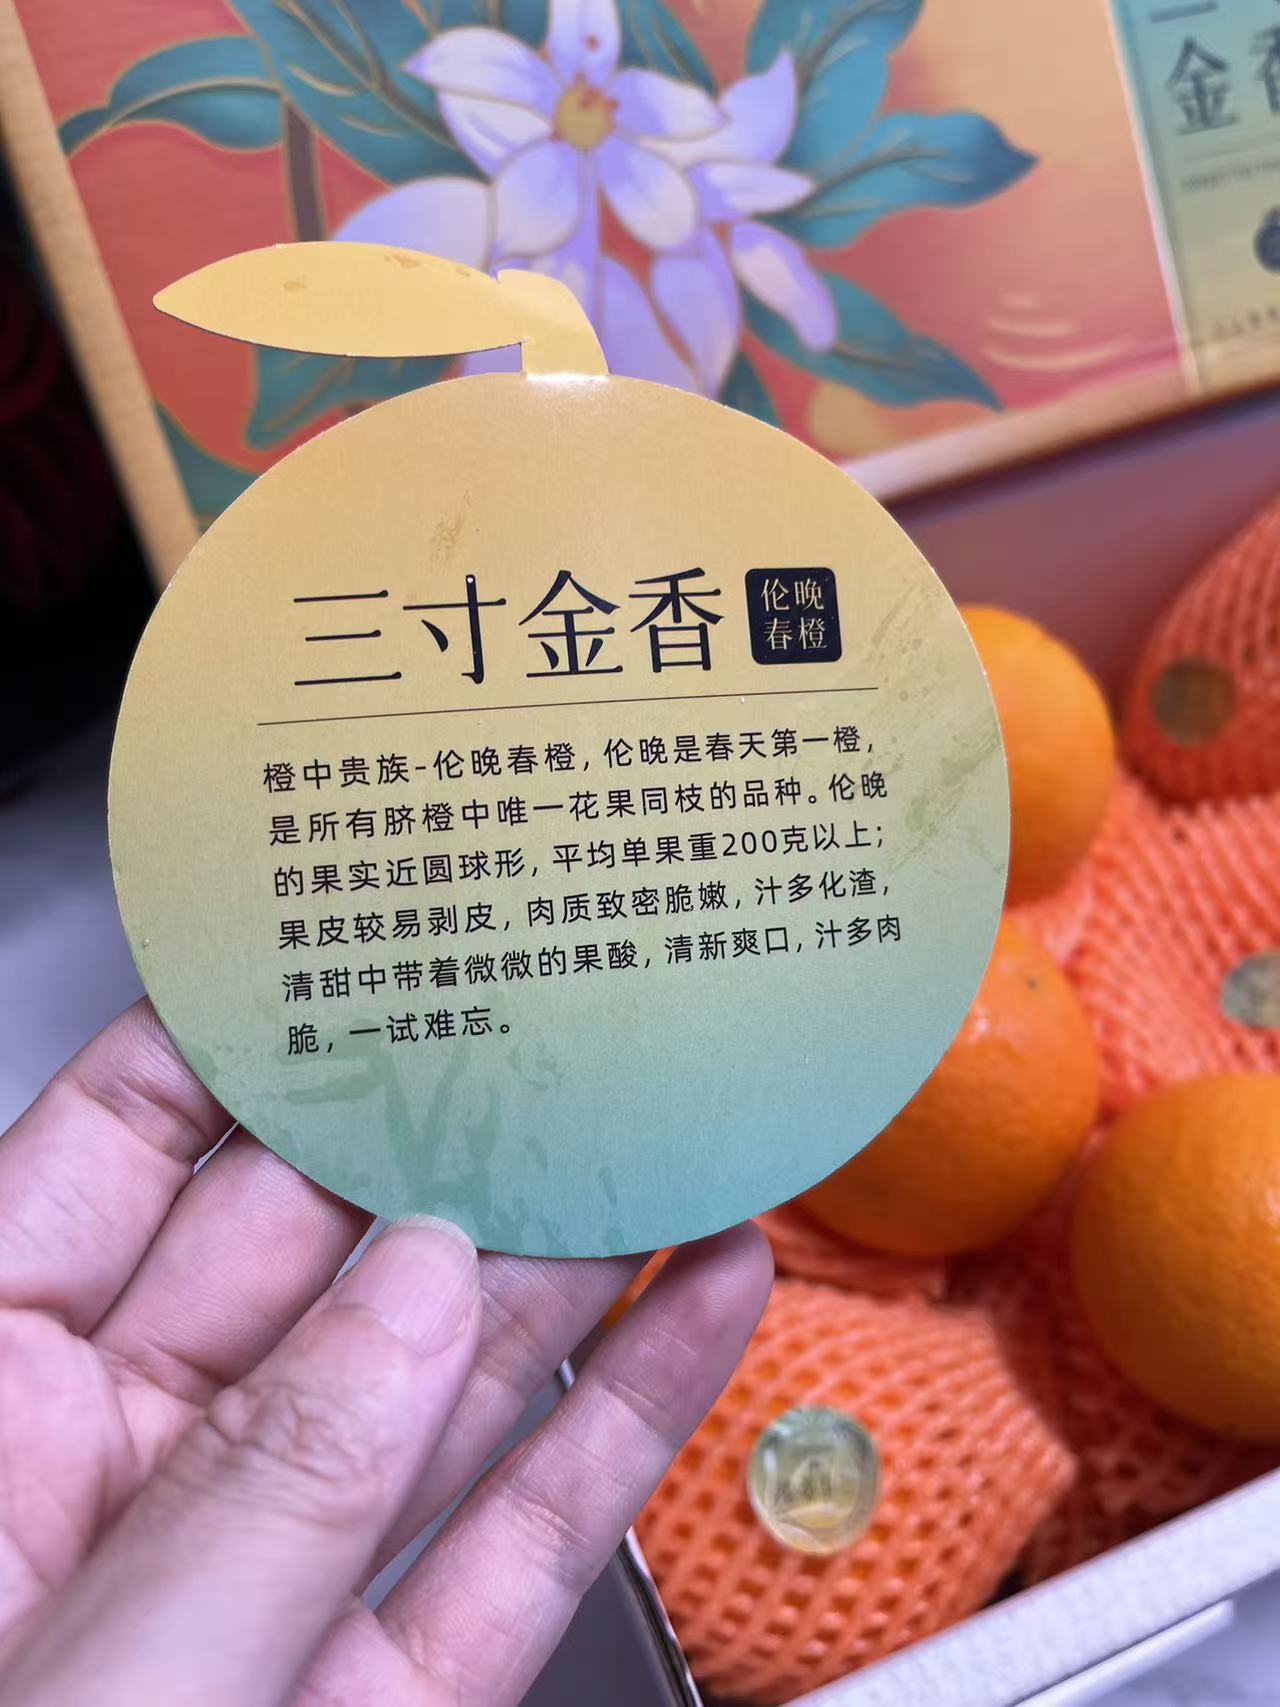 金香
三寸金香
伦晚
春橙
橙中贵族-伦晚春橙，伦晚是春天第一橙，
是所有脐橙中唯一花果同枝的品种。伦晚
的果实近圆球形，平均单果重200克以上；
果皮较易剥皮，肉质致密脆嫩，汁多化渣，
清甜中带着微微的果酸，清新爽口，汁多肉
脆，一试难忘。